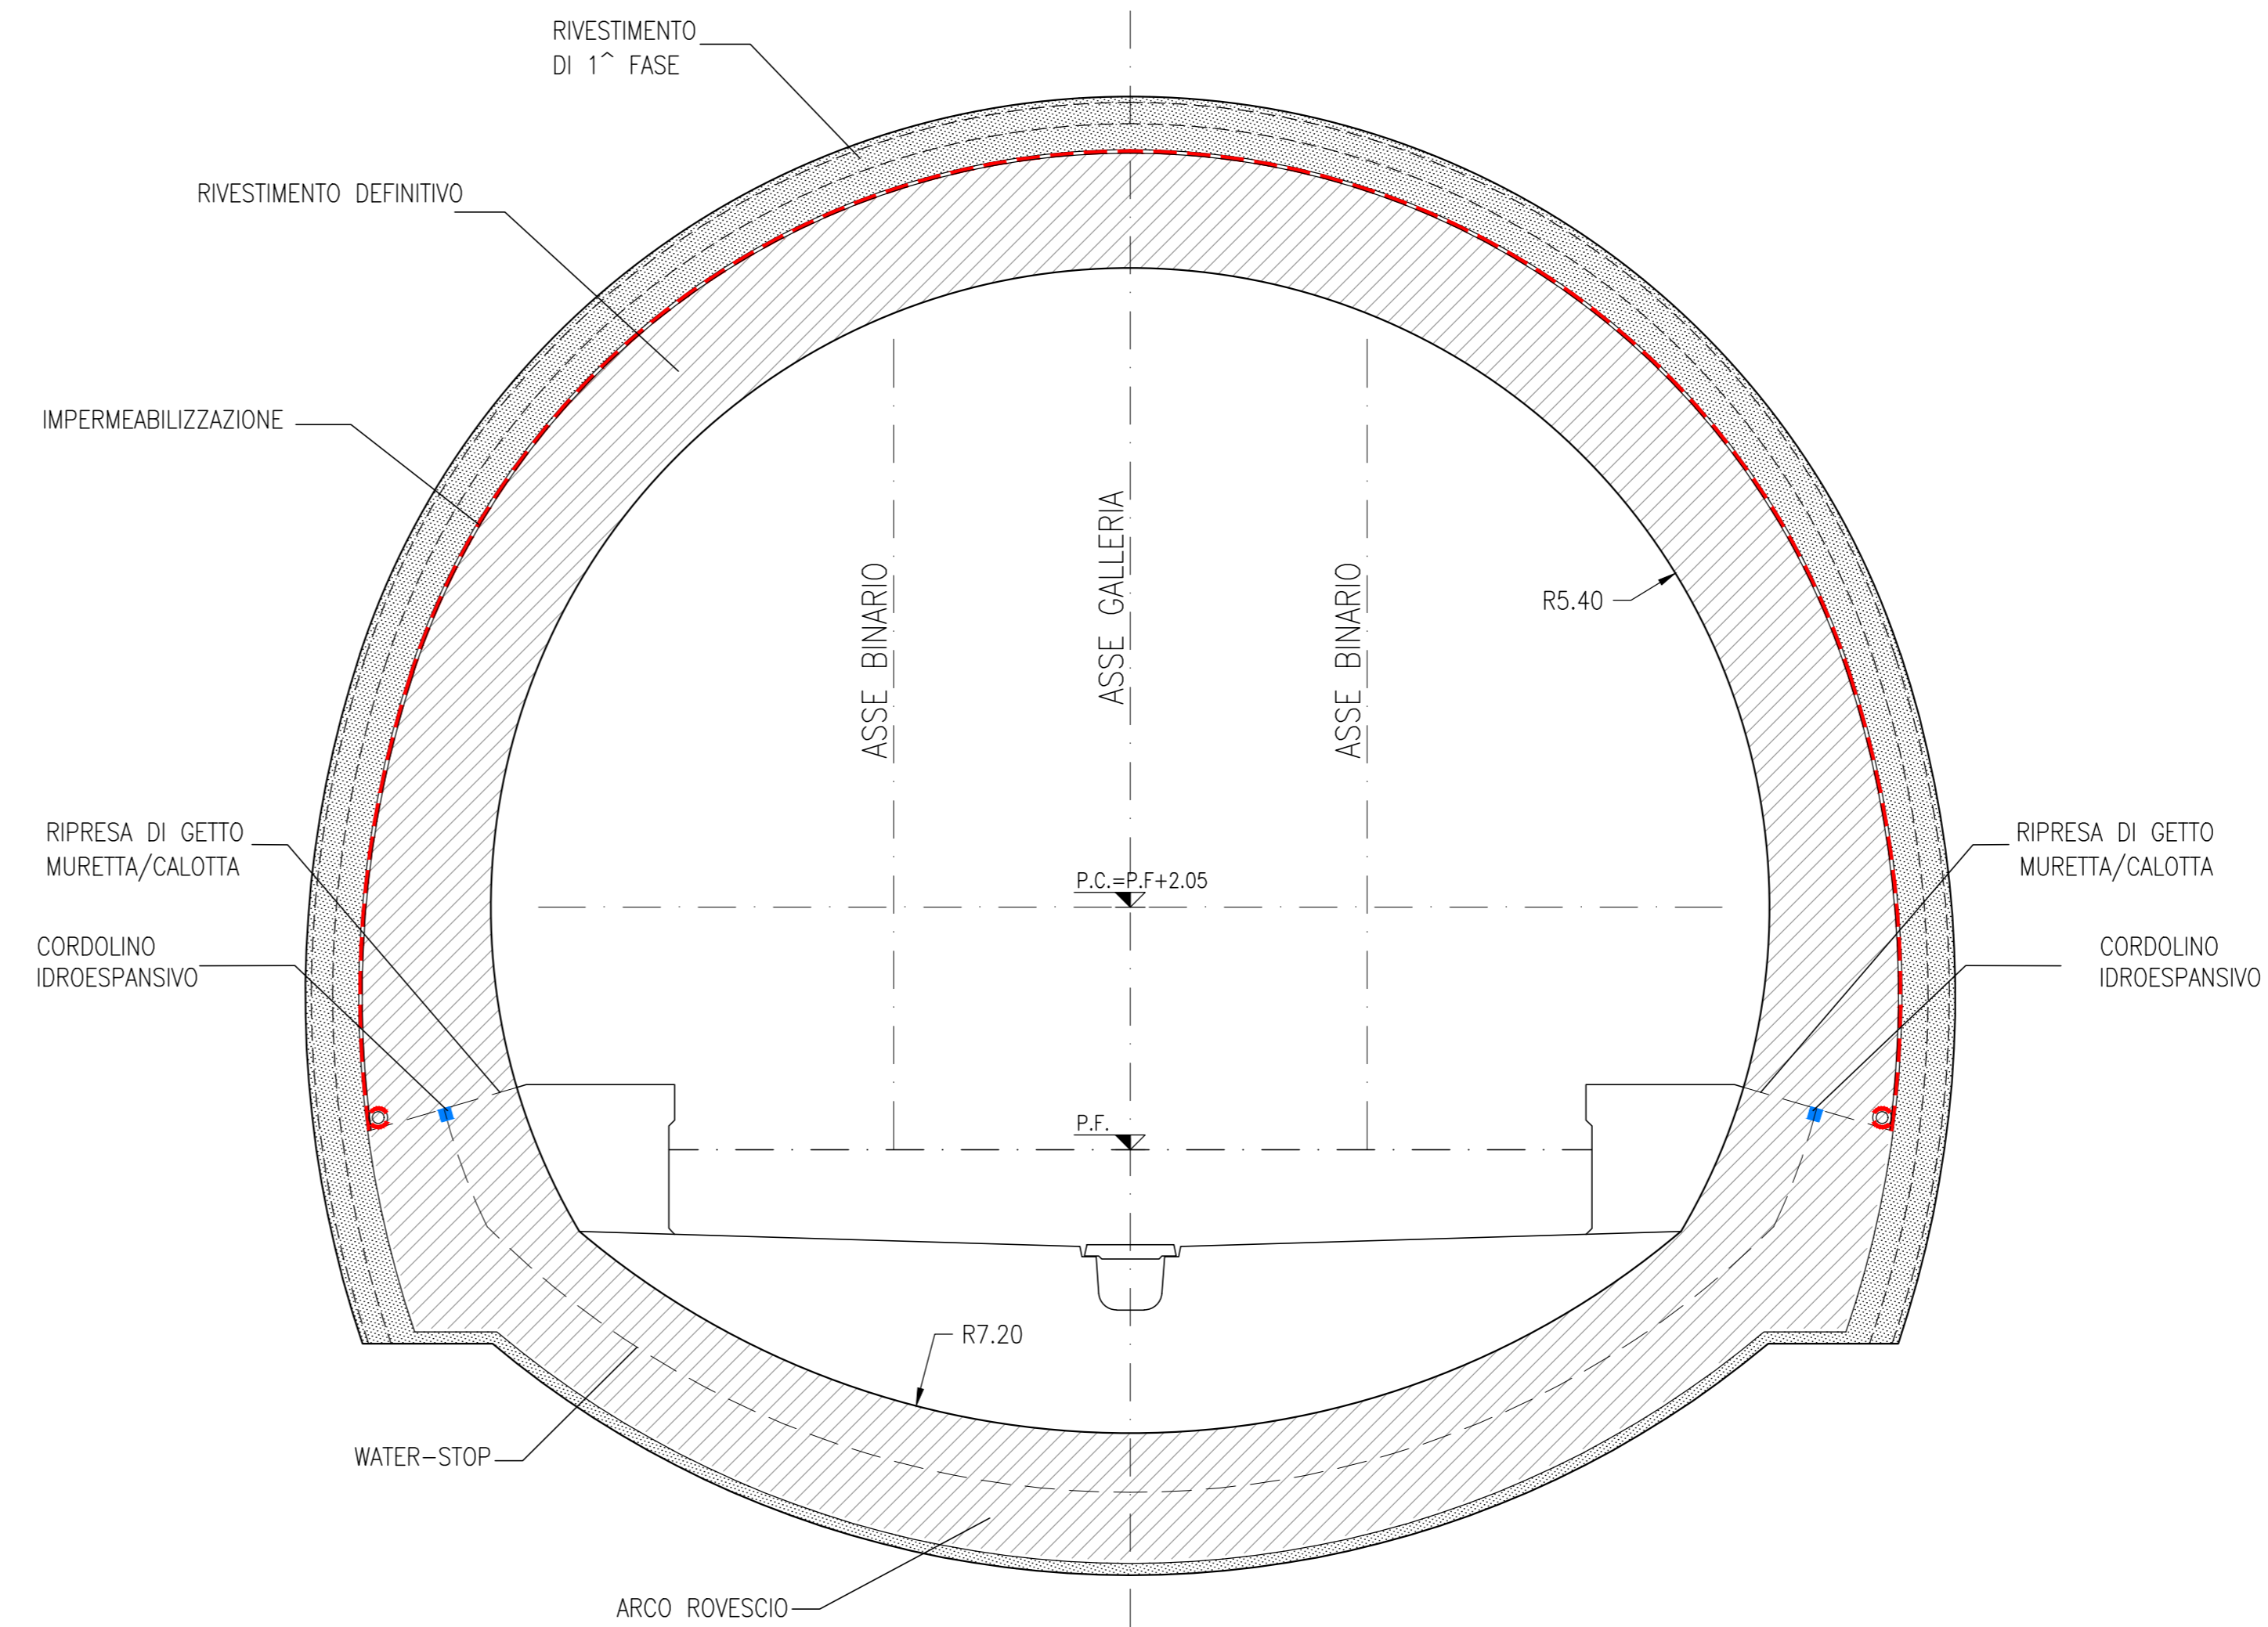 RIVESTIMENTO
DI 1^ FASE
RIVESTIMENTO DEFINITIVO
IMPERMEABILIZZAZIONE
ASSE BINARIO
ASSE GALLERIA
ASSE BINARIO
R5.40
RIPRESA DI GETTO
MURETTA/CALOTTA
P.C.=P.F+2.05
RIPRESA DI GETTO
MURETTA/CALOTTA
CORDOLINO
IDROESPANSIVO
CORDOLINO
IDROESPANSIVO
P.F.
R7.20
WATER-STOP
ARCO ROVESCIO